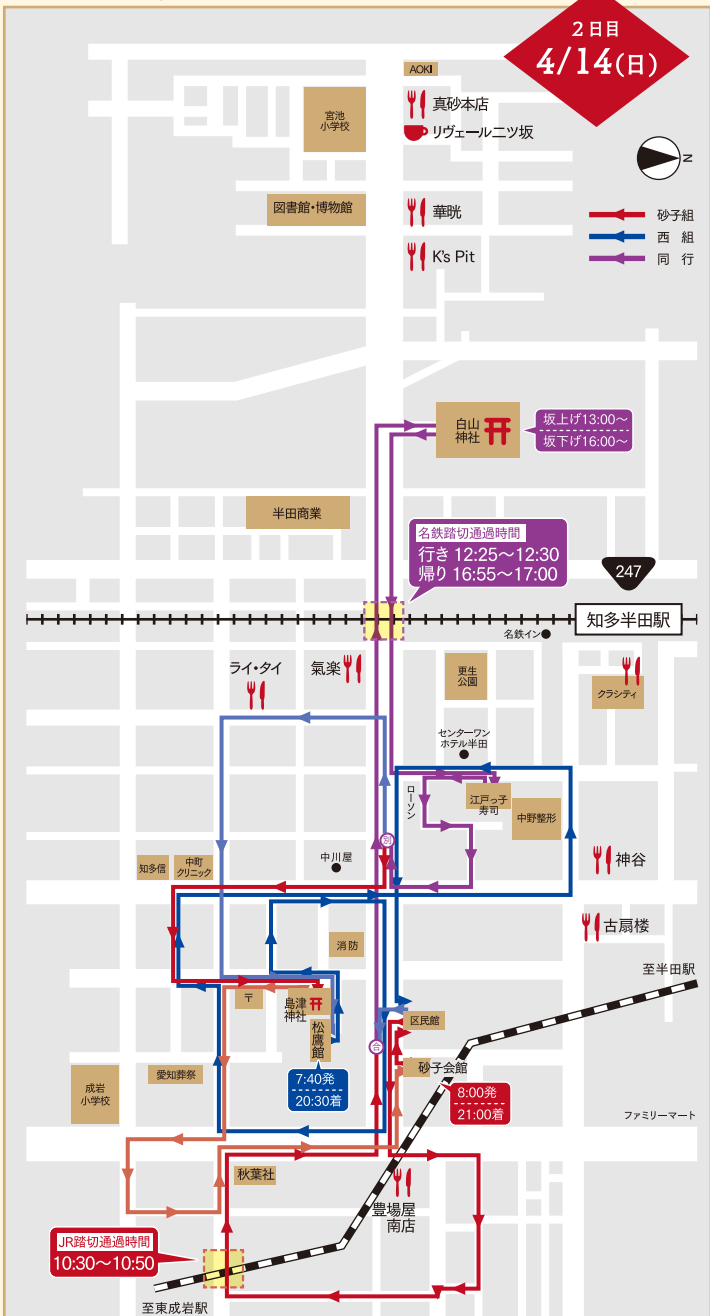 2日目
4/14(日)
AOKI
真砂本店
リヴェール二ツ坂
宮池
小学校
N
図書館・博物館
華晄
K's Pit
砂子組
西 組
同 行
白山
神社
坂上げ13:00～
坂下げ16:00～
半田商業
名鉄踏切通過時間
行き 12:25～12:30
帰り 16:55～17:00
247
知多半田駅
名鉄イン
ライ・タイ
氣楽
更生
公園
クラシティ
センターワン
ホテル半田
ローソン
江戸っ子
寿司
中野整形
別
知多信
中町
クリニック
中川屋
神谷
古扇楼
消防
至半田駅
〒
島津
神社
松鷹館
区民館
合
砂子会館
7:40発
20:30着
8:00発
21:00着
愛知葬祭
成岩
小学校
ファミリーマート
秋葉社
豊場屋
南店
JR踏切通過時間
10:30～10:50
至東成岩駅